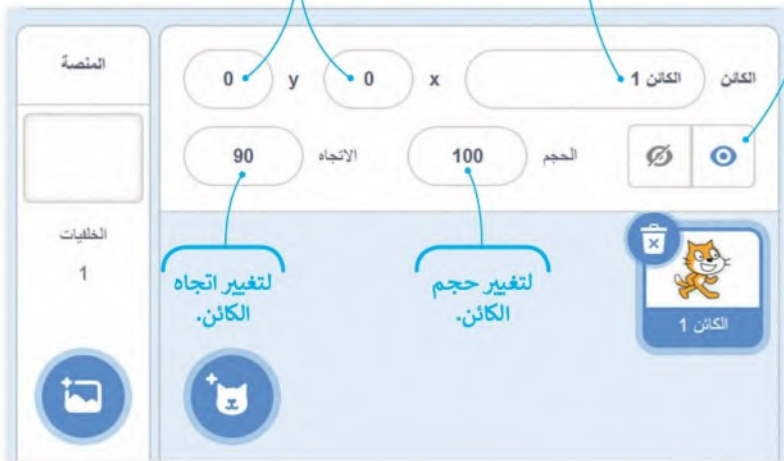 الكائن الكائن 1 x 0 y 0
الحجم 100 الاتجاه 90
لتغيير حجم
الكائن.
لتغيير اتجاه
الكائن.
الكائن 1
المنصة
الخلفيات
1